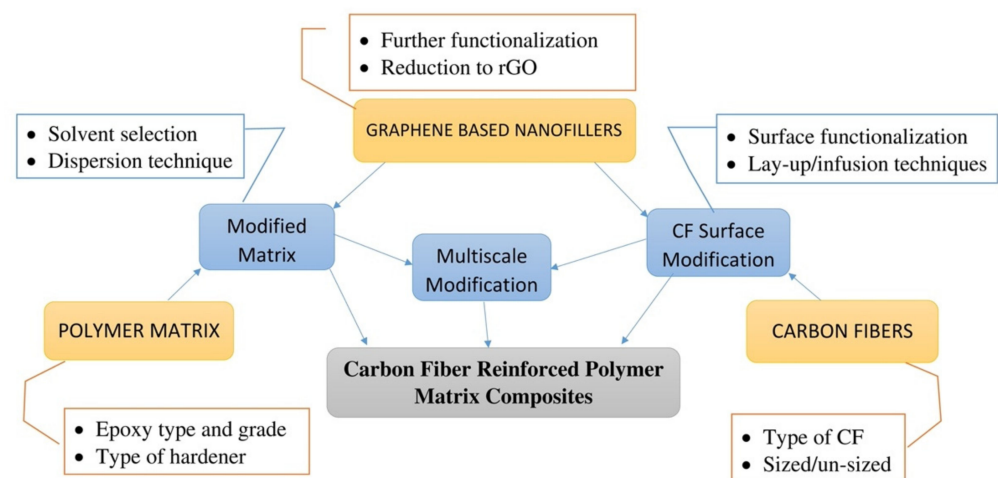 • Further functionalization
• Reduction to rGO
GRAPHENE BASED NANOFILLERS
• Solvent selection
• Dispersion technique
• Surface functionalization
• Lay-up/infusion techniques
Modified
Matrix
Multiscale
Modification
CF Surface
Modification
POLYMER MATRIX
CARBON FIBERS
Carbon Fiber Reinforced Polymer
Matrix Composites
• Epoxy type and grade
• Type of hardener
• Type of CF
• Sized/un-sized